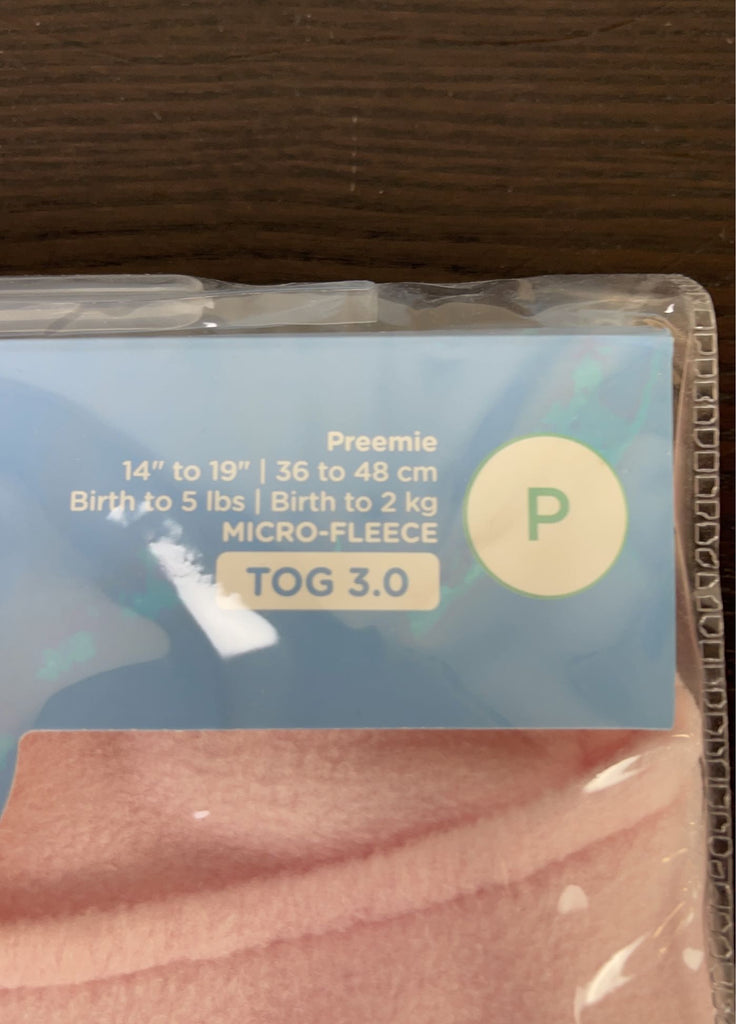 Preemie
14" to 19" | 36 to 48 cm
Birth to 5 lbs | Birth to 2 kg
MICRO-FLEECE
TOG 3.0
P